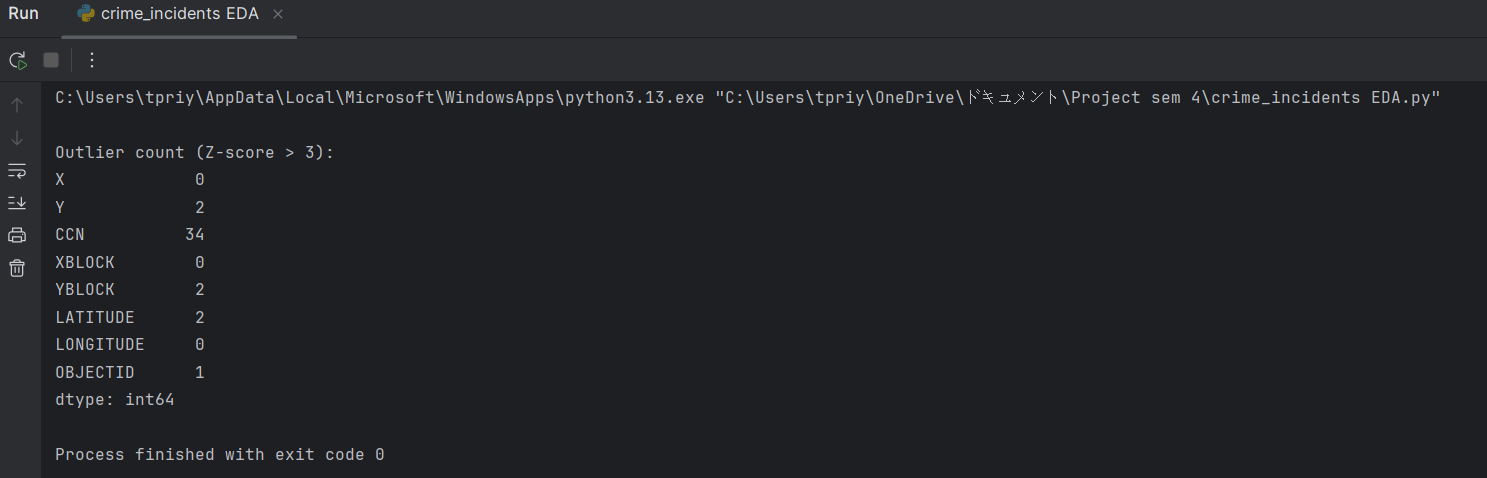 Run crime_incidents EDA
C:\Users\tpriy\AppData\Local\Microsoft\WindowsApps\python3.13.exe "C:\Users\tpriy\OneDrive\ドキュメント\Project sem 4\crime_incidents EDA.py"
Outlier count (Z-score > 3):
X 0
Y 2
CCN 34
XBLOCK 0
YBLOCK 2
LATITUDE 2
LONGITUDE 0
OBJECTID 1
dtype: int64
Process finished with exit code 0